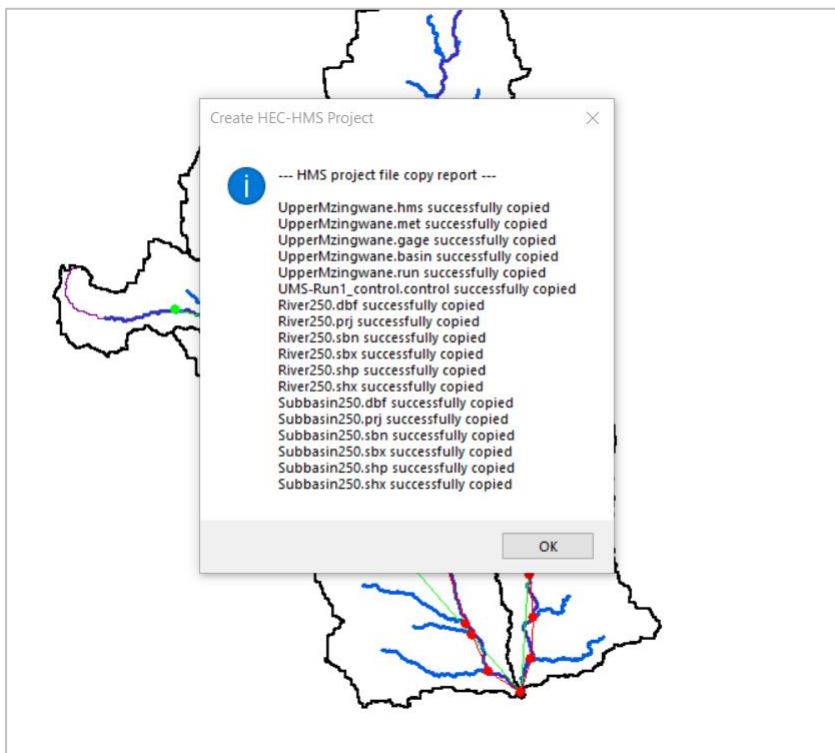 Create HEC-HMS Project
--- HMS project file copy report ---
UpperMzingwane.hms successfully copied
UpperMzingwane.met successfully copied
UpperMzingwane.gage successfully copied
UpperMzingwane.basin successfully copied
UpperMzingwane.run successfully copied
UMS-Run1_control.control successfully copied
River250.dbf successfully copied
River250.prj successfully copied
River250.sbn successfully copied
River250.sbx successfully copied
River250.shp successfully copied
River250.shx successfully copied
Subbasin250.dbf successfully copied
Subbasin250.prj successfully copied
Subbasin250.sbn successfully copied
Subbasin250.sbx successfully copied
Subbasin250.shp successfully copied
Subbasin250.shx successfully copied
OK